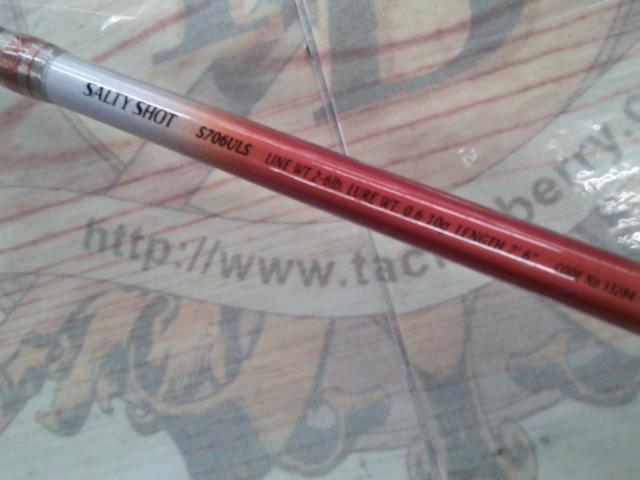 SALTY SHOT S706ULS LINE WT 2-6lb LURE WT 0.6-10g LENGTH 7' 6" CODE No 33264
http://www.tac berry.c